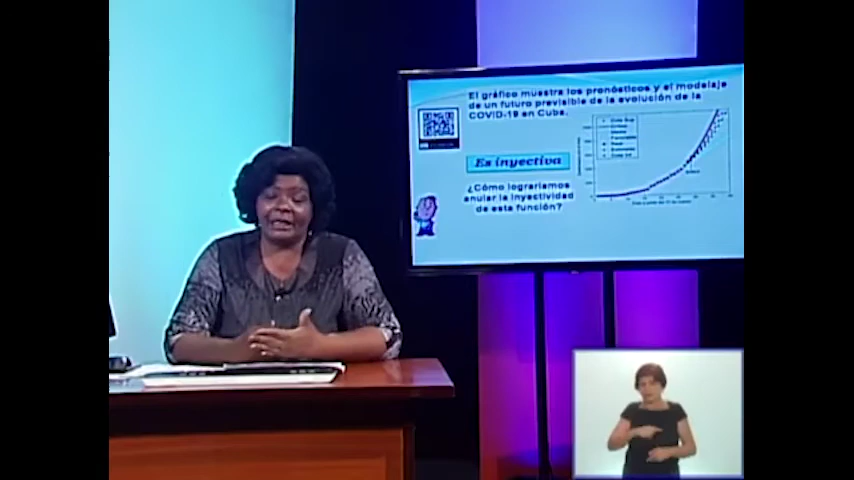 El gráfico muestra los pronósticos y el modelaje
de un futuro previsible de la evolución de la
COVID-19 en Cuba.
Es inyectiva
¿Cómo lograríamos
anular la inyectividad
de esta función?